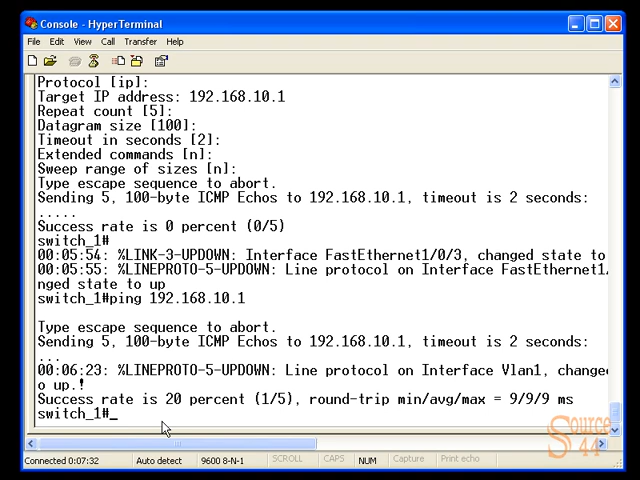 Console - HyperTerminal
File Edit View Call Transfer Help
Protocol [ip]:
Target IP address: 192.168.10.1
Repeat count [5]:
Datagram size [100]:
Timeout in seconds [2]:
Extended commands [n]:
Sweep range of sizes [n]:
Type escape sequence to abort.
Sending 5, 100-byte ICMP Echos to 192.168.10.1, timeout is 2 seconds:
.....
Success rate is 0 percent (0/5)
switch_1#
00:05:54: %LINK-3-UPDOWN: Interface FastEthernet1/0/3, changed state to
00:05:55: %LINEPROTO-5-UPDOWN: Line protocol on Interface FastEthernet1/
nged state to up
switch_1#ping 192.168.10.1
Type escape sequence to abort.
Sending 5, 100-byte ICMP Echos to 192.168.10.1, timeout is 2 seconds:
...
00:06:23: %LINEPROTO-5-UPDOWN: Line protocol on Interface Vlan1, changed
o up.!
Success rate is 20 percent (1/5), round-trip min/avg/max = 9/9/9 ms
switch_1#_
Source 44
Connected 0:07:32 Auto detect 9600 8-N-1 SCROLL CAPS NUM Capture Print echo